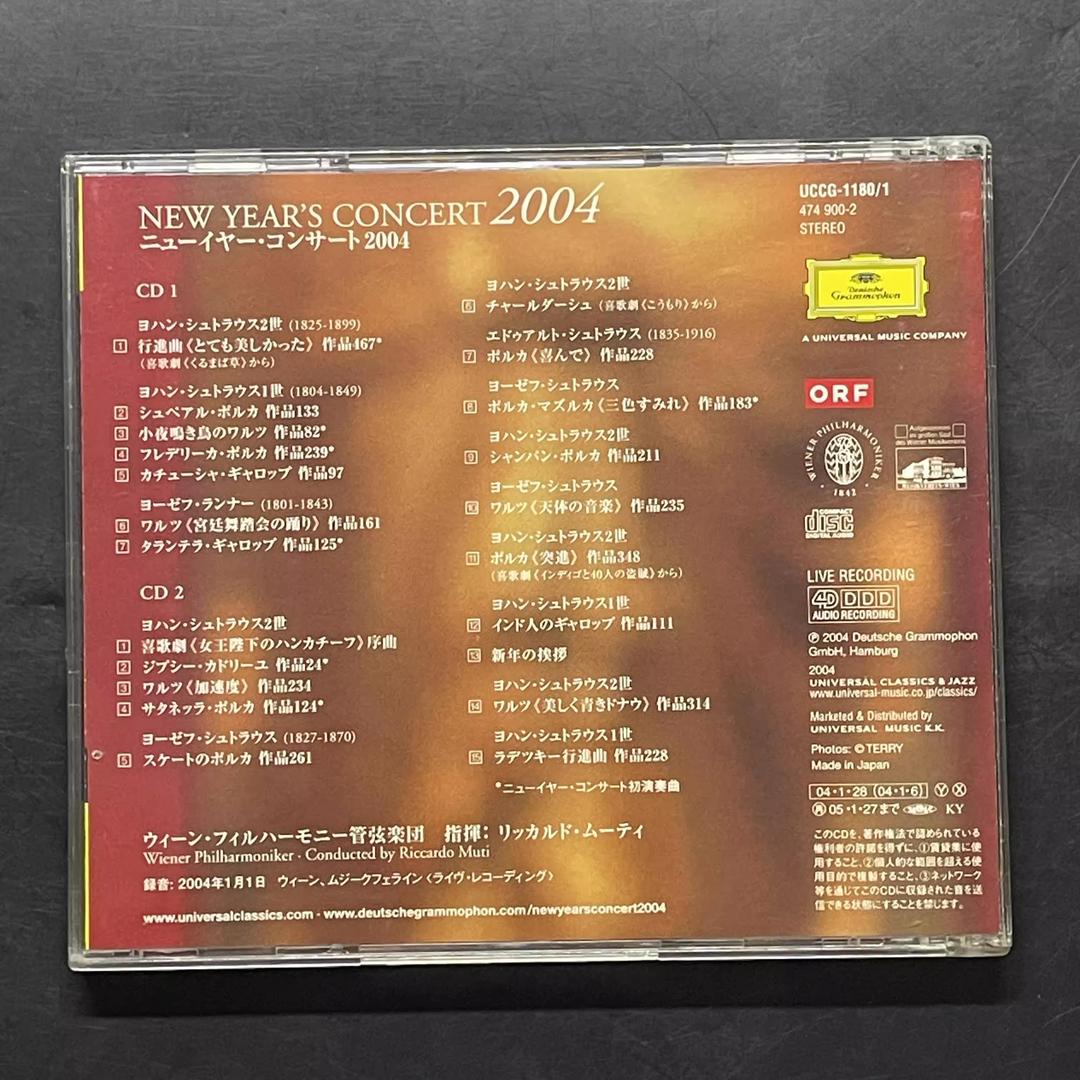 NEW YEAR'S CONCERT 2004
ニューイヤー・コンサート2004
CD 1
ヨハン・シュトラウス2世 (1825-1899)
1 行進曲《とても美しかった》 作品467*
(喜歌劇《くるまば草》から)
ヨハン・シュトラウス1世 (1804-1849)
2 シュペアル・ポルカ 作品133
3 小夜鳴き鳥のワルツ 作品82*
4 フレデリーカ・ポルカ 作品239*
5 カチューシャ・ギャロップ 作品97
ヨーゼフ・ランナー (1801-1843)
6 ワルツ《宮廷舞踏会の踊り》 作品161
7 タランテラ・ギャロップ 作品125*
CD 2
ヨハン・シュトラウス2世
1 喜歌劇《女王陛下のハンカチーフ》序曲
2 ジプシー・カドリーユ 作品24*
3 ワルツ《加速度》 作品234
4 サタネッラ・ポルカ 作品124*
ヨーゼフ・シュトラウス (1827-1870)
5 スケートのポルカ 作品261
ヨハン・シュトラウス2世
6 チャールダーシュ (喜歌劇《こうもり》から)
エドゥアルト・シュトラウス (1835-1916)
7 ポルカ《喜んで》 作品228
ヨーゼフ・シュトラウス
8 ポルカ・マズルカ《三色すみれ》 作品183*
ヨハン・シュトラウス2世
9 シャンパン・ポルカ 作品211
ヨーゼフ・シュトラウス
10 ワルツ《天体の音楽》 作品235
ヨハン・シュトラウス2世
11 ポルカ《突進》 作品348
(喜歌劇《インディゴと40人の盗賊》から)
ヨハン・シュトラウス1世
12 インド人のギャロップ 作品111
13 新年の挨拶
ヨハン・シュトラウス2世
14 ワルツ《美しく青きドナウ》 作品314
ヨハン・シュトラウス1世
15 ラデツキー行進曲 作品228
*ニューイヤー・コンサート初演奏曲
ウィーン・フィルハーモニー管弦楽団 指揮：リッカルド・ムーティ
Wiener Philharmoniker · Conducted by Riccardo Muti
録音：2004年1月1日 ウィーン、ムジークフェライン〈ライヴ・レコーディング〉
www.universalclassics.com · www.deutschegrammophon.com/newyearsconcert2004
UCCG-1180/1
474 900-2
STEREO
Deutsche
Grammophon
A UNIVERSAL MUSIC COMPANY
ORF
WIENER PHILHARMONIKER
1842
Aufgenommen
im großen Saal
des Wiener Musikvereins
COMPACT
disc
DIGITAL AUDIO
LIVE RECORDING
4D DDD
AUDIO RECORDING
℗ 2004 Deutsche Grammophon
GmbH, Hamburg
2004
UNIVERSAL CLASSICS & JAZZ
www.universal-music.co.jp/classics/
Marketed & Distributed by
UNIVERSAL MUSIC K.K.
Photos: © TERRY
Made in Japan
04・1・28 (04・1・6) Ⓨ Ⓧ
再 05・1・27まで KY
このCDを、著作権法で認められている
権利者の許諾を得ずに、①賃貸業に使
用すること、②個人的な範囲を超える使
用目的で複製すること、③ネットワーク
等を通じてこのCDに収録された音を送
信できる状態にすることを禁じます。